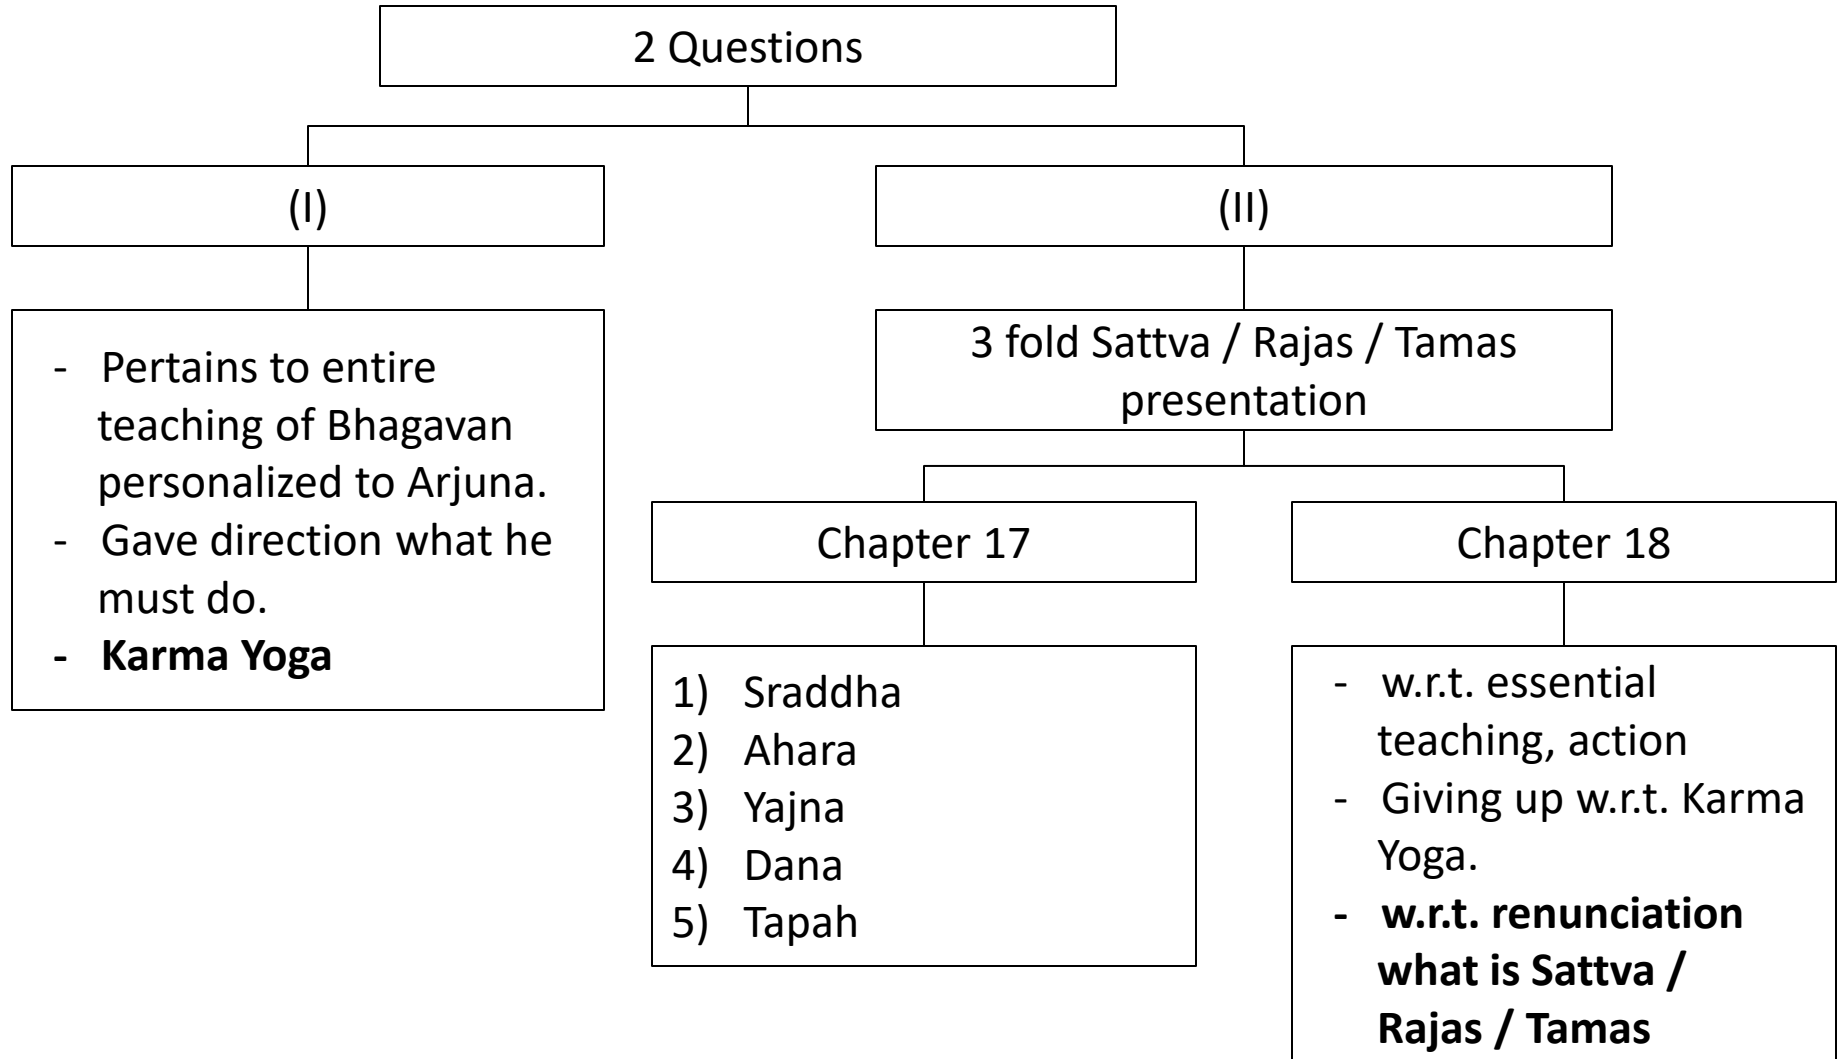 2 Questions
(I)
- Pertains to entire
teaching of Bhagavan
personalized to Arjuna.
- Gave direction what he
must do.
- Karma Yoga
(II)
3 fold Sattva / Rajas / Tamas
presentation
Chapter 17
1) Sraddha
2) Ahara
3) Yajna
4) Dana
5) Tapah
Chapter 18
- w.r.t. essential
teaching, action
- Giving up w.r.t. Karma
Yoga.
- w.r.t. renunciation
what is Sattva /
Rajas / Tamas